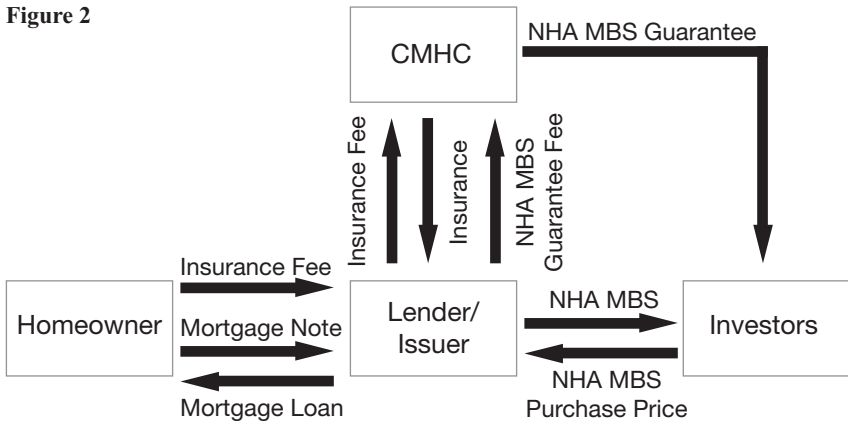 Figure 2
CMHC
NHA MBS Guarantee
Insurance Fee
Insurance
NHA MBS
Guarantee Fee
Insurance Fee
Homeowner
Mortgage Note
Mortgage Loan
Lender/
Issuer
NHA MBS
NHA MBS
Purchase Price
Investors